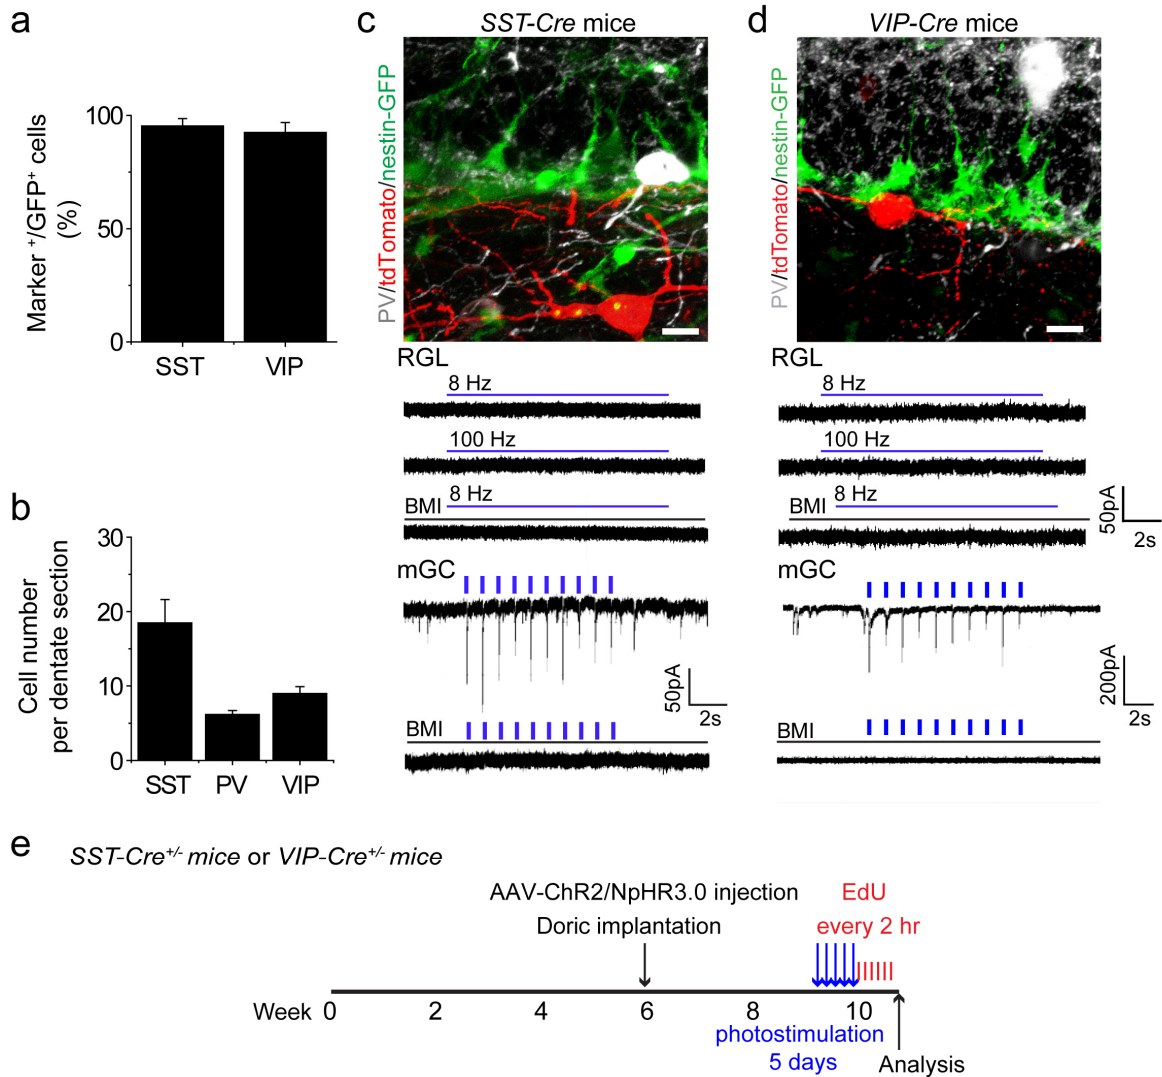 a
Marker +/GFP+ cells
(%)
100
50
0
SST
VIP
b
Cell number
per dentate section
30
20
10
0
SST
PV
VIP
c
SST-Cre mice
PV/tdTomato/nestin-GFP
RGL
8 Hz
100 Hz
BMI
8 Hz
mGC
50pA
2s
BMI
d
VIP-Cre mice
PV/tdTomato/nestin-GFP
RGL
8 Hz
100 Hz
BMI
8 Hz
50pA
2s
mGC
200pA
2s
BMI
e
SST-Cre+/- mice or VIP-Cre+/- mice
AAV-ChR2/NpHR3.0 injection
Doric implantation
EdU
every 2 hr
Week 0 2 4 6 8 10
photostimulation
5 days
Analysis